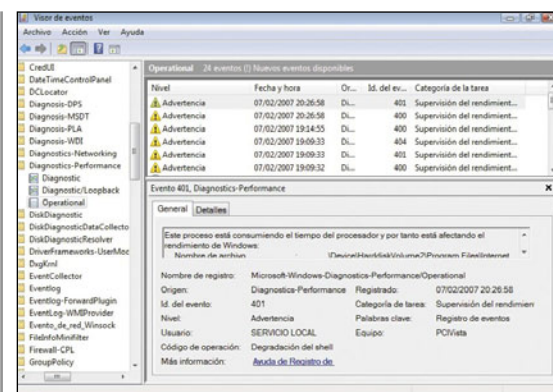 Visor de eventos
Archivo Acción Ver Ayuda
CredUI
DateTimeControlPanel
DCLocator
Diagnosis-DPS
Diagnosis-MSDT
Diagnosis-PLA
Diagnosis-WDI
Diagnostics-Networking
Diagnostics-Performance
Diagnostic
Diagnostic/Loopback
Operational
DiskDiagnostic
DiskDiagnosticDataCollecto
DiskDiagnosticResolver
DriverFrameworks-UserMod
DxgKrnl
EventCollector
Eventlog
Eventlog-ForwardPlugin
EventLog-WMIProvider
Evento_de_red_Winsock
FileInfoMinifilter
Firewall-CPL
GroupPolicy
Operational 24 eventos (!) Nuevos eventos disponibles
Nivel Fecha y hora Or... Id. del ev... Categoría de la tarea
Advertencia 07/02/2007 20:26:58 Di... 401 Supervisión del rendimient...
Advertencia 07/02/2007 20:26:58 Di... 400 Supervisión del rendimient...
Advertencia 07/02/2007 19:14:55 Di... 400 Supervisión del rendimient...
Advertencia 07/02/2007 19:09:33 Di... 404 Supervisión del rendimient...
Advertencia 07/02/2007 19:09:33 Di... 401 Supervisión del rendimient...
Advertencia 07/02/2007 19:09:32 Di... 400 Supervisión del rendimient...
Evento 401, Diagnostics-Performance
General Detalles
Este proceso está consumiendo el tiempo del procesador y por tanto está afectando el
rendimiento de Windows:
Nombre de archivo : \Device\HarddiskVolume2\Program Files\Internet
Nombre de registro: Microsoft-Windows-Diagnostics-Performance/Operational
Origen: Diagnostics-Performance Registrado: 07/02/2007 20:26:58
Id. del evento: 401 Categoría de tarea: Supervisión del rendimien
Nivel: Advertencia Palabras clave: Registro de eventos
Usuario: SERVICIO LOCAL Equipo: PCIVista
Código de operación: Degradación del shell
Más información: Ayuda de Registro de